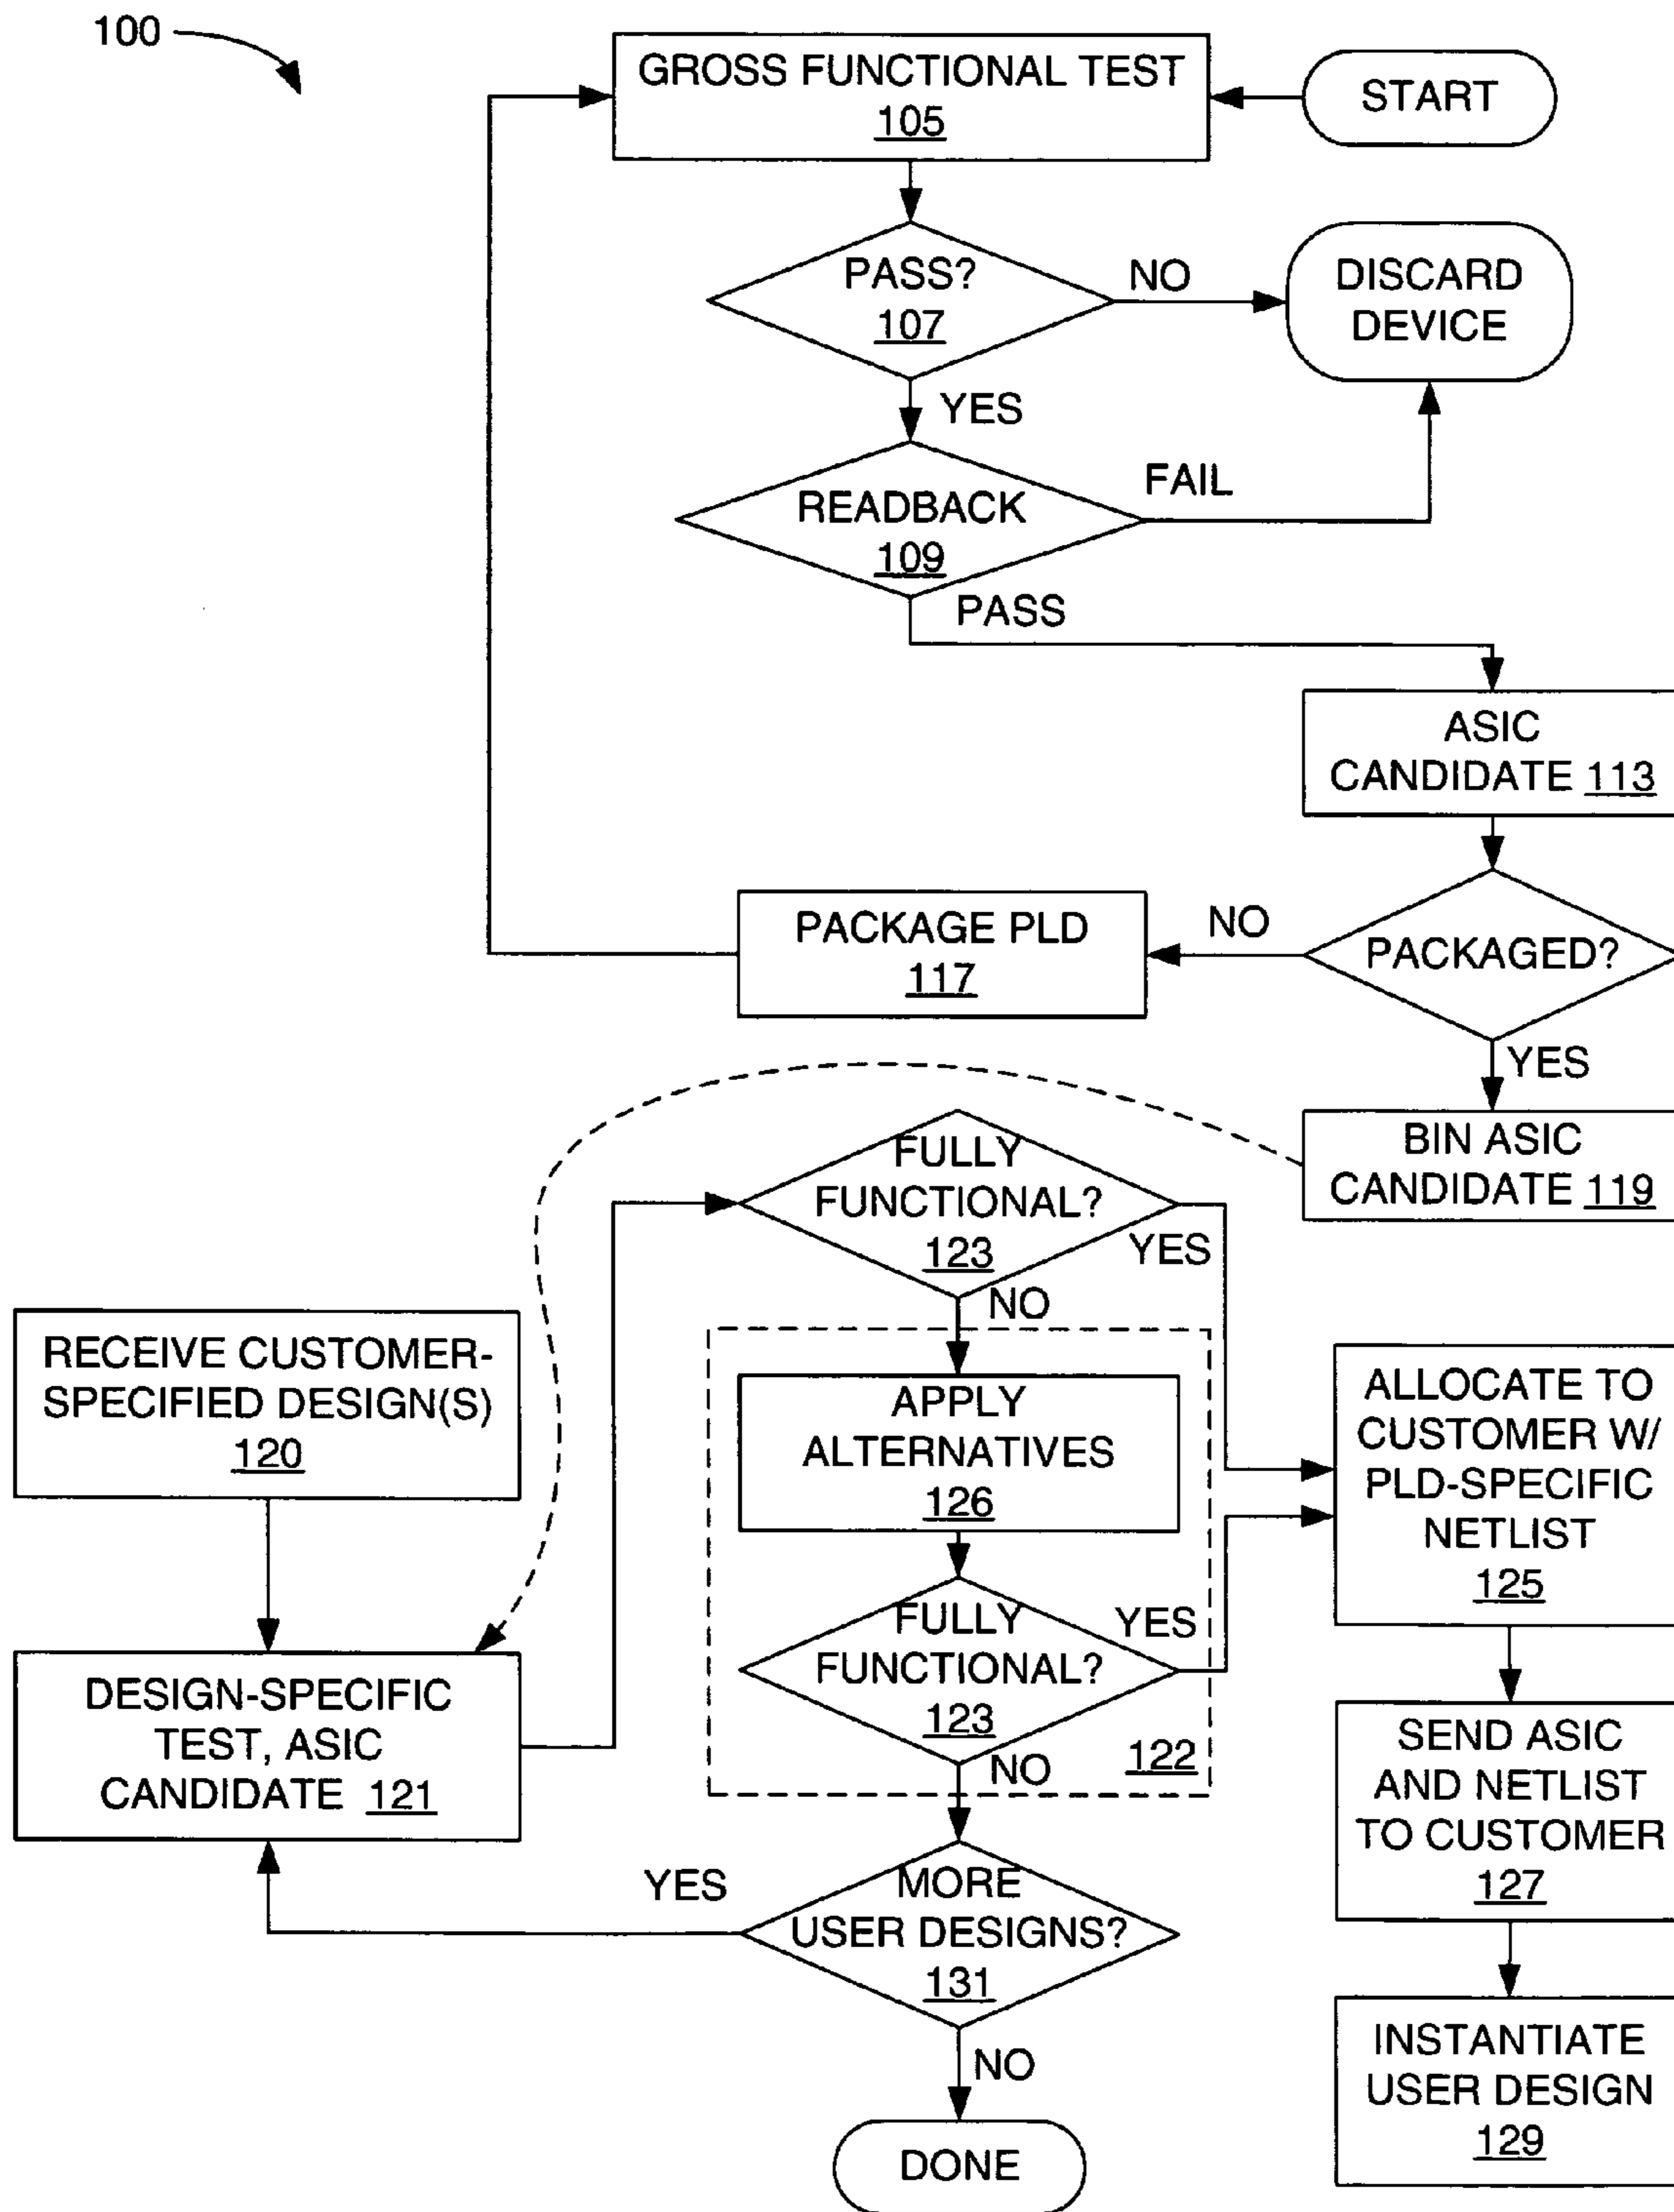 100
GROSS FUNCTIONAL TEST
105
START
PASS?
107
NO
DISCARD
DEVICE
YES
READBACK
109
FAIL
PASS
ASIC
CANDIDATE 113
PACKAGED?
NO
PACKAGE PLD
117
YES
BIN ASIC
CANDIDATE 119
FULLY
FUNCTIONAL?
123
YES
NO
RECEIVE CUSTOMER-
SPECIFIED DESIGN(S)
120
APPLY
ALTERNATIVES
126
ALLOCATE TO
CUSTOMER W/
PLD-SPECIFIC
NETLIST
125
FULLY
FUNCTIONAL?
123
YES
NO
122
DESIGN-SPECIFIC
TEST, ASIC
CANDIDATE 121
SEND ASIC
AND NETLIST
TO CUSTOMER
127
YES
MORE
USER DESIGNS?
131
NO
INSTANTIATE
USER DESIGN
129
DONE